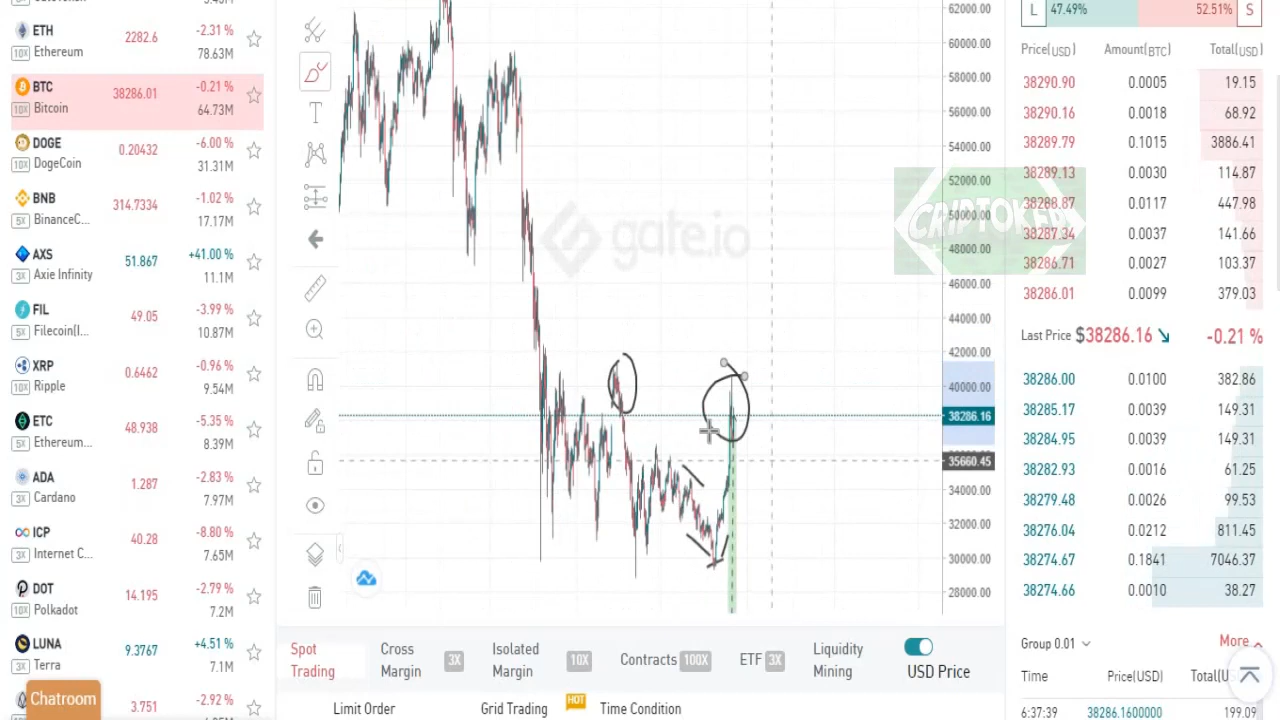 62000.00
L 47.49% 52.51% S
ETH 2282.6 -2.31 %
10X Ethereum 78.63M
BTC 38286.01 -0.21 %
10X Bitcoin 64.73M
DOGE 0.20432 -6.00 %
10X DogeCoin 31.31M
BNB 314.7334 -1.02 %
5X BinanceC... 17.17M
AXS 51.867 +41.00 %
3X Axie Infinity 11.1M
FIL 49.05 -3.99 %
5X Filecoin[I... 10.87M
XRP 0.6462 -0.96 %
10X Ripple 9.54M
ETC 48.938 -5.35 %
5X Ethereum... 8.39M
ADA 1.287 -2.83 %
10X Cardano 7.97M
ICP 40.28 -8.80 %
3X Internet C... 7.65M
DOT 14.195 -2.79 %
10X Polkadot 7.2M
LUNA 9.3767 +4.51 %
3X Terra 7.1M
3.751 -2.92 %
Chatroom
T
gate.io
60000.00
58000.00
56000.00
54000.00
52000.00
50000.00
48000.00
46000.00
44000.00
42000.00
40000.00
38286.16
35660.45
34000.00
32000.00
30000.00
28000.00
CRIPTOKER
Price(USD) Amount(BTC) Total(USD)
38290.90 0.0005 19.15
38290.16 0.0018 68.92
38289.79 0.1015 3886.41
38289.13 0.0030 114.87
38288.87 0.0117 447.98
38287.34 0.0037 141.66
38286.71 0.0027 103.37
38286.01 0.0099 379.03
Last Price $38286.16 -0.21 %
38286.00 0.0100 382.86
38285.17 0.0039 149.31
38284.95 0.0039 149.31
38282.93 0.0016 61.25
38279.48 0.0026 99.53
38276.04 0.0212 811.45
38274.67 0.1841 7046.37
38274.66 0.0010 38.27
Group 0.01 More
Time Price(USD)
6:37:39 38286.1600000 199.09
Spot Trading
Cross Margin 3X
Isolated Margin 10X
Contracts 100X
ETF 3X
Liquidity Mining
USD Price
Limit Order Grid Trading HOT Time Condition